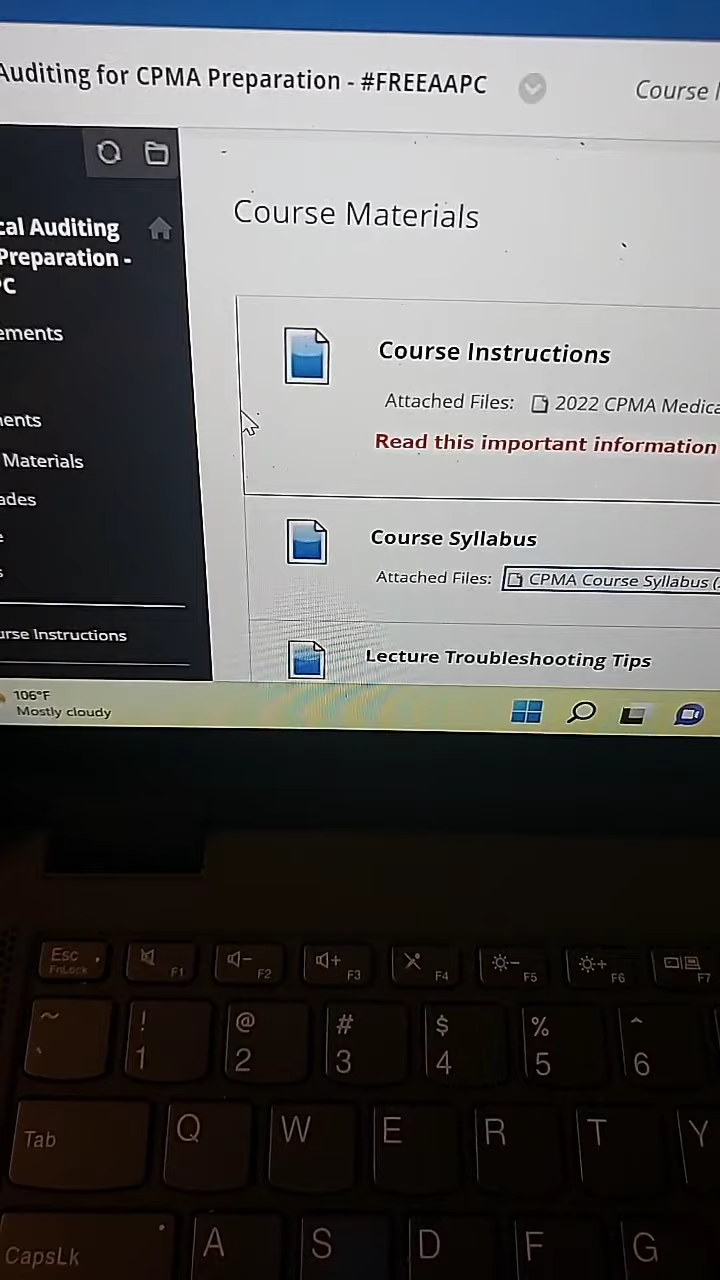 Auditing for CPMA Preparation - #FREEAAPC
Course
cal Auditing
Preparation -
Course Materials
Course Instructions
Attached Files: 2022 CPMA Medica
Read this important information
ements
ents
Materials
ades
Course Syllabus
Attached Files: CPMA Course Syllabus (
urse Instructions
Lecture Troubleshooting Tips
106°F
Mostly cloudy
Esc FnLock F1 F2 F3 F4 F5 F6 F7
~ ! @ # $ % ^
` 1 2 3 4 5 6
Tab Q W E R T Y
CapsLk A S D F G